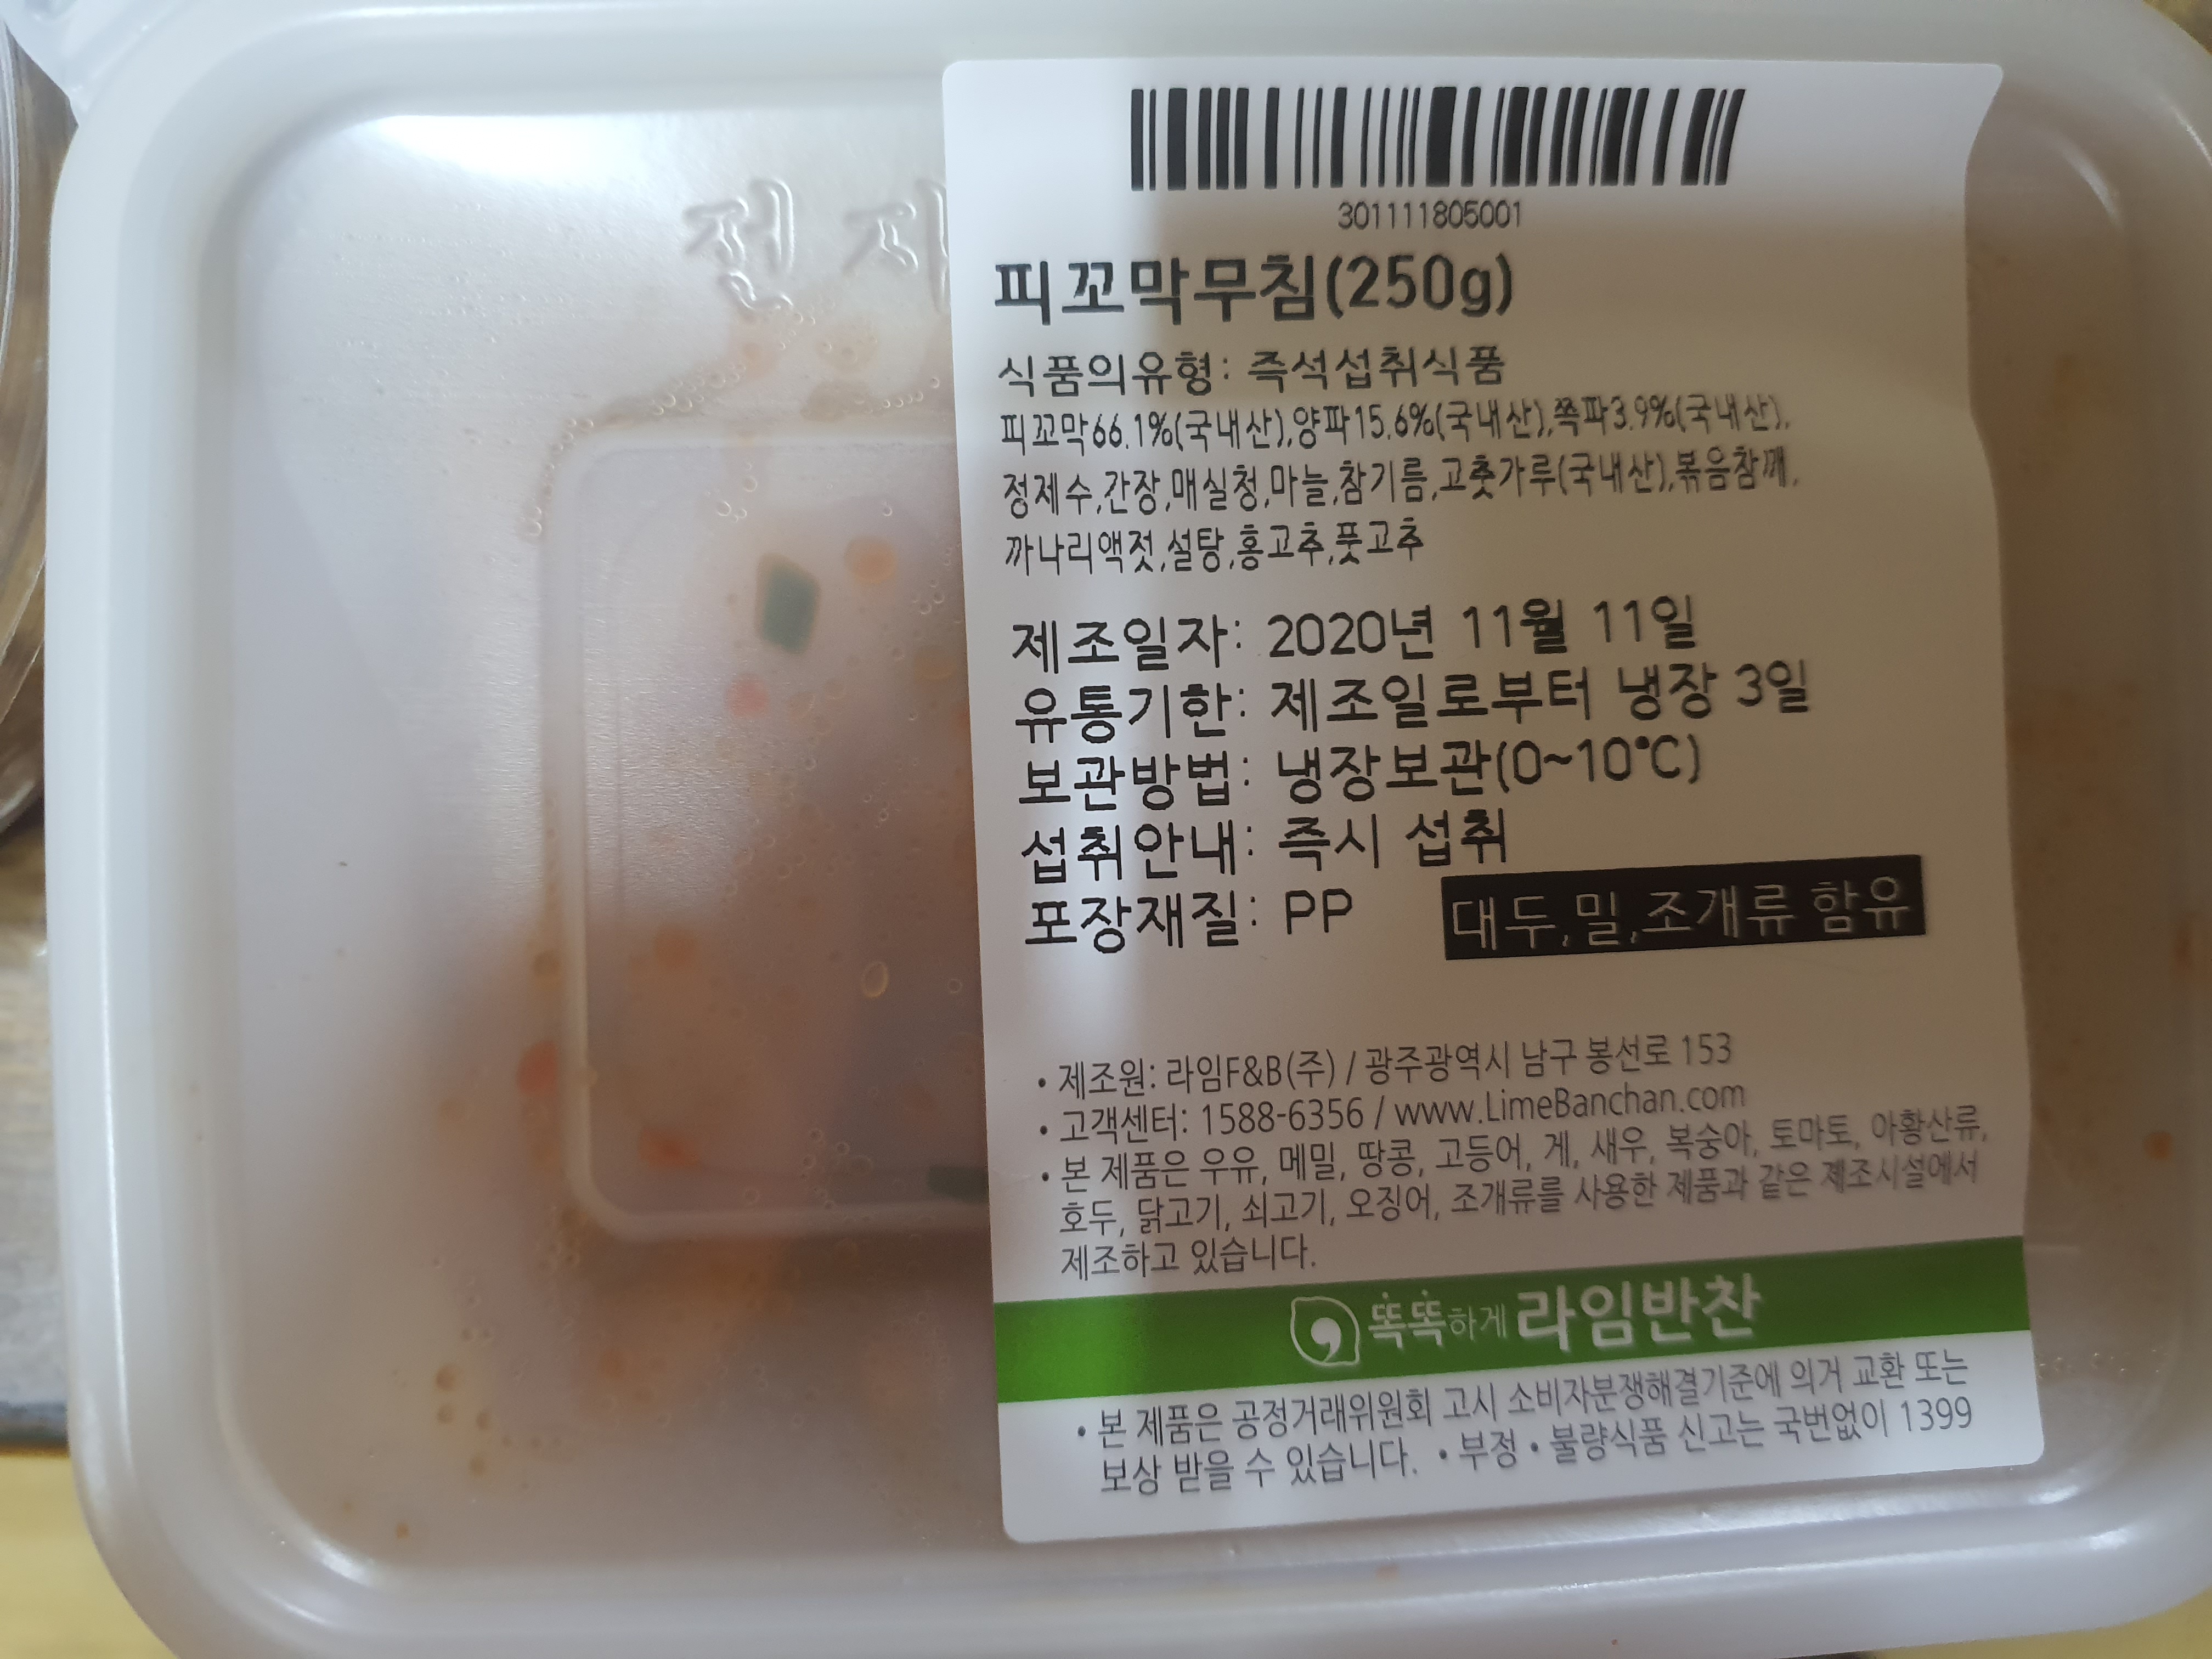 전자
301111805001
피꼬막무침(250g)
식품의유형: 즉석섭취식품
피꼬막66.1%(국내산),양파15.6%(국내산),쪽파3.9%(국내산),
정제수,간장,매실청,마늘,참기름,고춧가루(국내산),볶음참깨,
까나리액젓,설탕,홍고추,풋고추
제조일자: 2020년 11월 11일
유통기한: 제조일로부터 냉장 3일
보관방법: 냉장보관(0~10℃)
섭취안내: 즉시 섭취
포장재질: PP 대두,밀,조개류 함유
• 제조원: 라임F&B(주) / 광주광역시 남구 봉선로 153
• 고객센터: 1588-6356 / www.LimeBanchan.com
• 본 제품은 우유, 메밀, 땅콩, 고등어, 게, 새우, 복숭아, 토마토, 아황산류,
호두, 닭고기, 쇠고기, 오징어, 조개류를 사용한 제품과 같은 제조시설에서
제조하고 있습니다.
똑똑하게 라임반찬
• 본 제품은 공정거래위원회 고시 소비자분쟁해결기준에 의거 교환 또는
보상 받을 수 있습니다. • 부정 • 불량식품 신고는 국번없이 1399